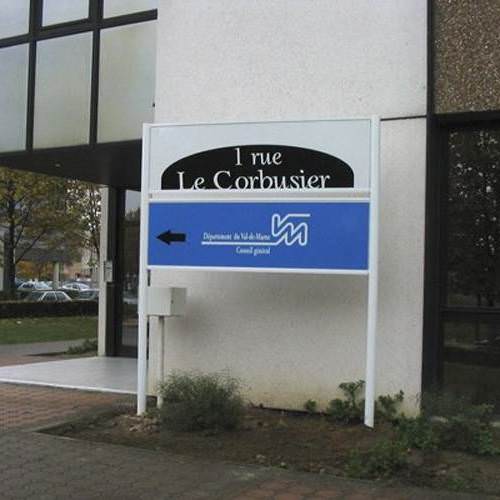 1 rue
Le Corbusier
Département du Val-de-Marne
Conseil général